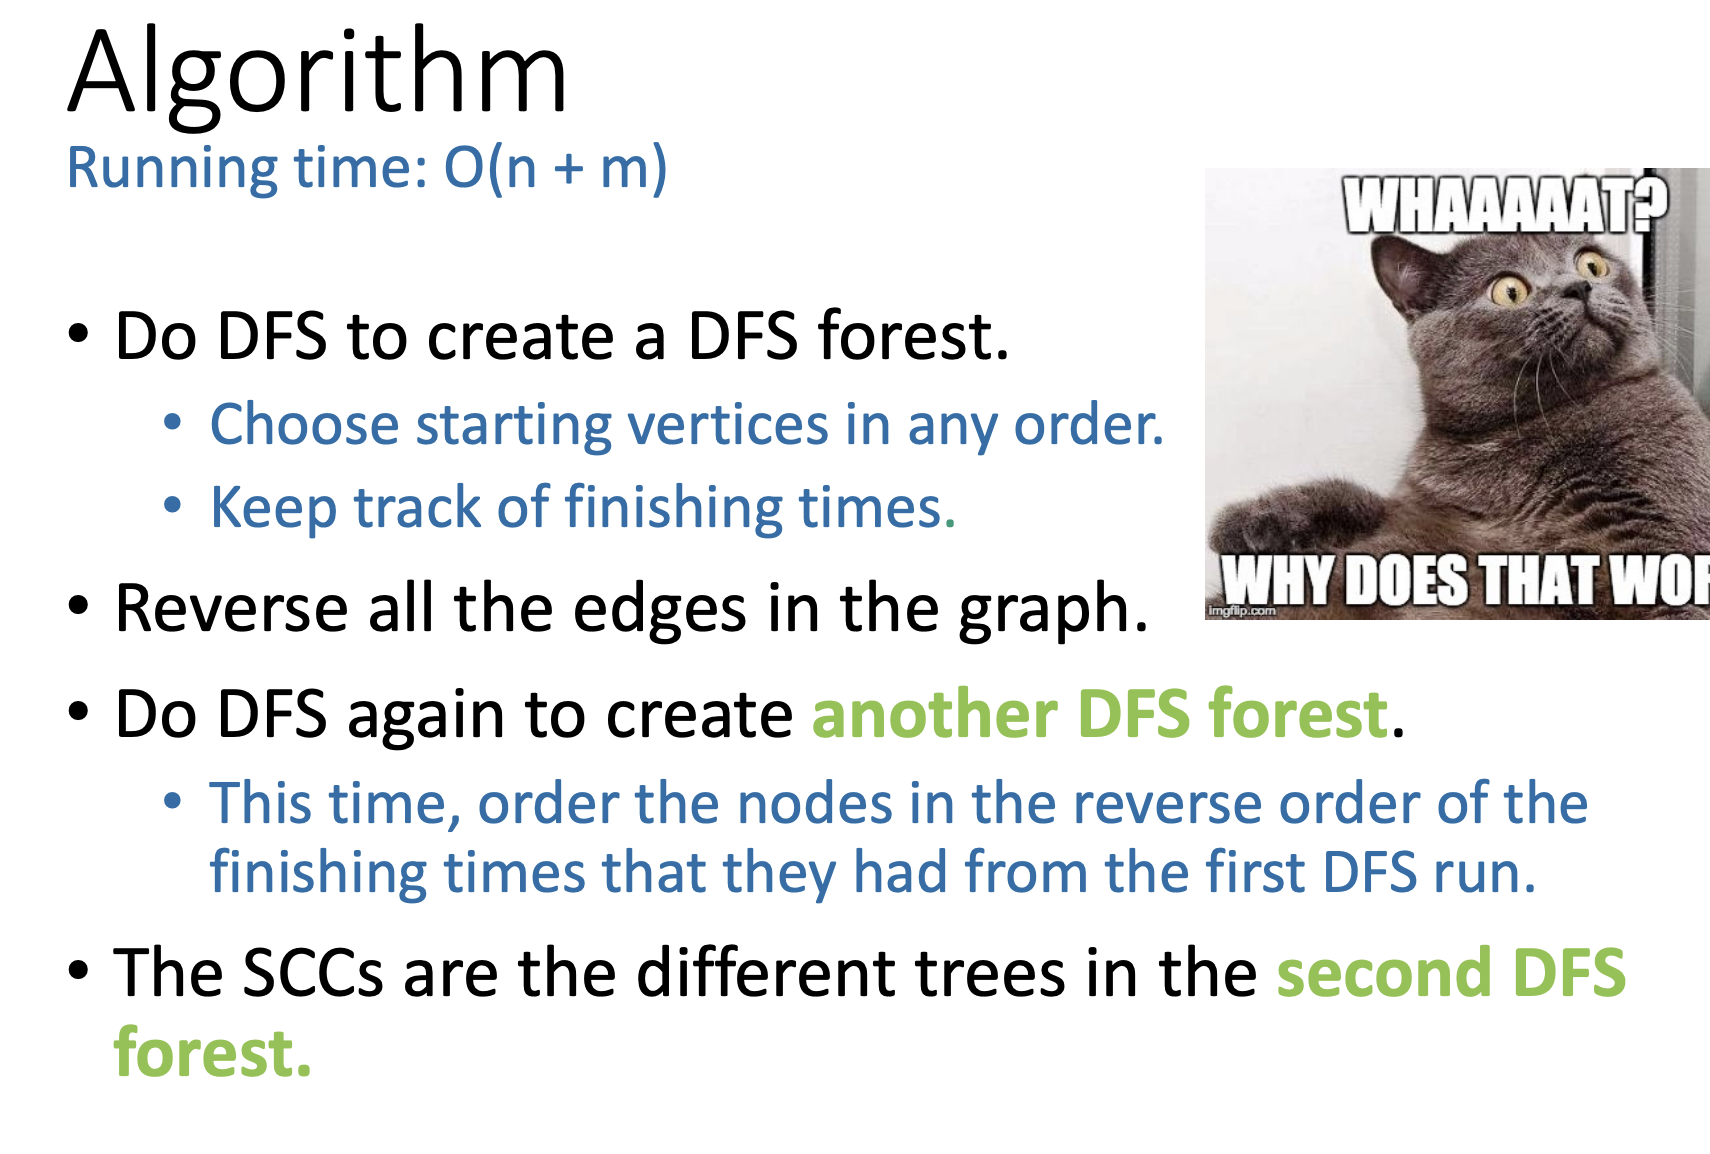 Algorithm
Running time: O(n + m)
WHAAAAAT?
• Do DFS to create a DFS forest.
• Choose starting vertices in any order.
• Keep track of finishing times.
WHY DOES THAT
imgflip.com
• Reverse all the edges in the graph.
• Do DFS again to create another DFS forest.
• This time, order the nodes in the reverse order of the
finishing times that they had from the first DFS run.
• The SCCs are the different trees in the second DFS
forest.